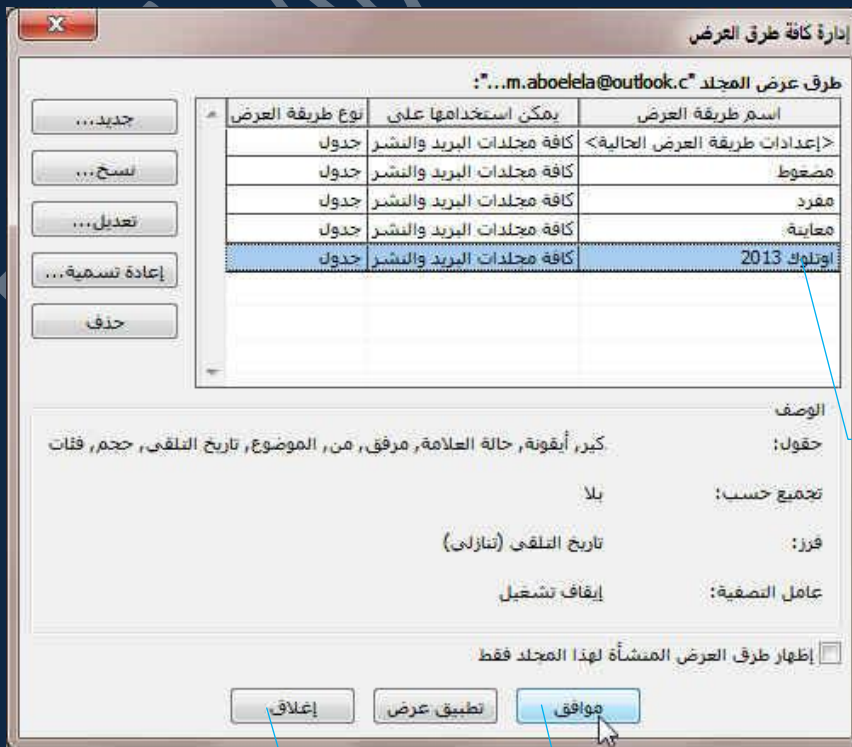 إدارة كافة طرق العرض
طرق عرض المجلد "m.aboelela@outlook.c...":
اسم طريقة العرض يمكن استخدامها على نوع طريقة العرض
<إعدادات طريقة العرض الحالية> كافة مجلدات البريد والنشر جدول
مضغوط كافة مجلدات البريد والنشر جدول
مفرد كافة مجلدات البريد والنشر جدول
معاينة كافة مجلدات البريد والنشر جدول
اوتلوك 2013 كافة مجلدات البريد والنشر جدول
جديد...
نسخ...
تعديل...
إعادة تسمية...
حذف
الوصف
حقول: كير, أيقونة, حالة العلامة, مرفق, من, الموضوع, تاريخ التلقي, حجم, فئات
تجميع حسب: بلا
فرز: تاريخ التلقي (تنازلي)
عامل التصفية: إيقاف تشغيل
إظهار طرق العرض المنشأة لهذا المجلد فقط
موافق تطبيق عرض إغلاق